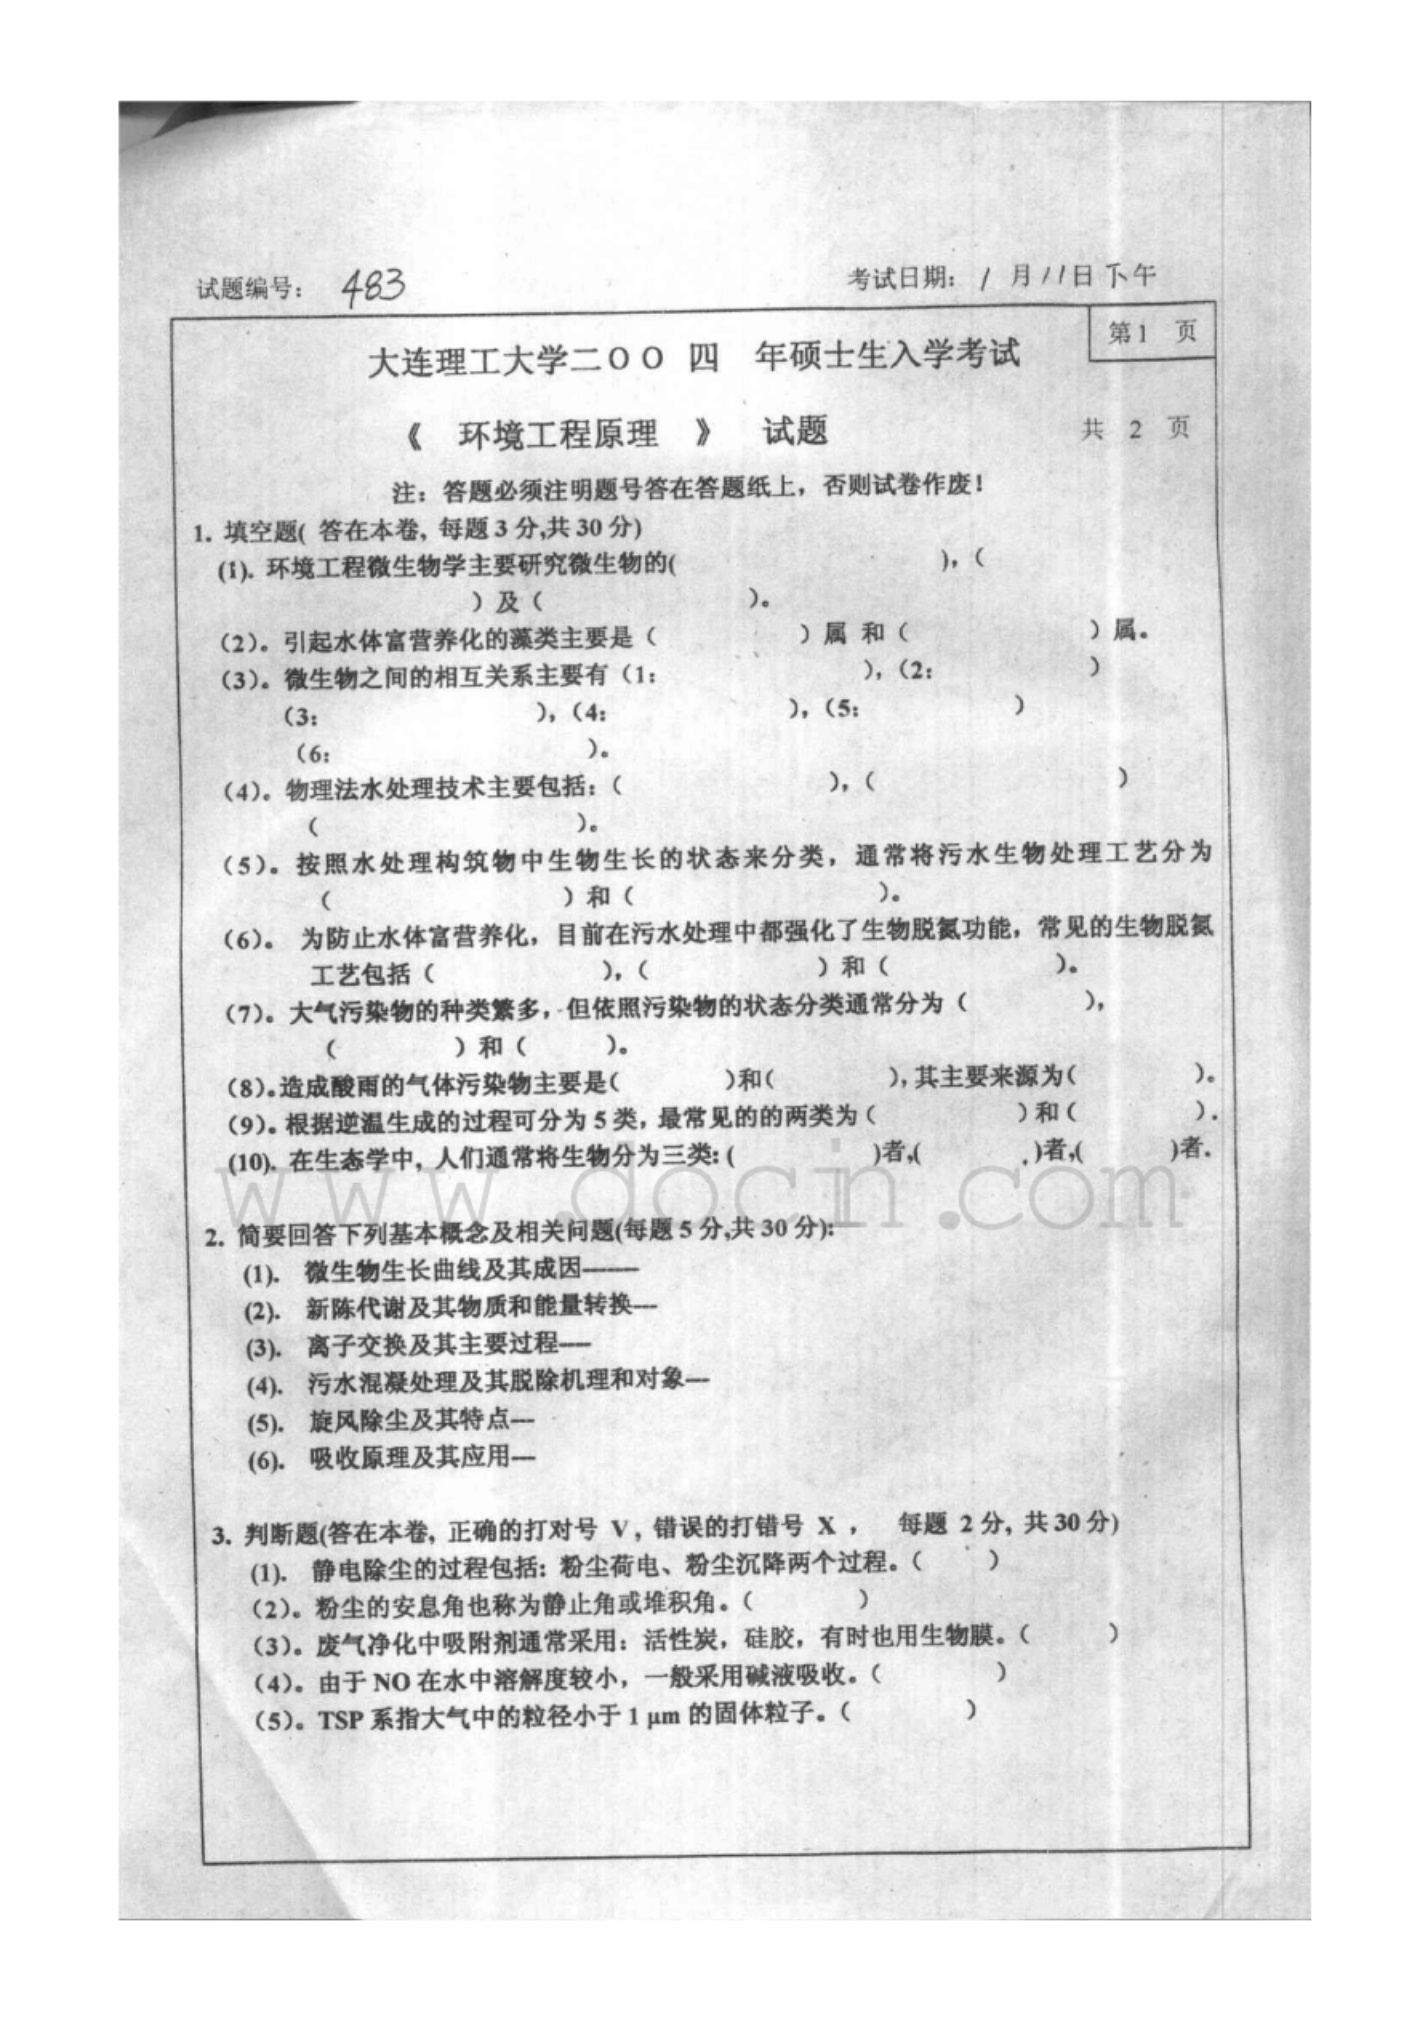 试题编号： 483
考试日期： 1 月 11日 下午
第 1 页
大连理工大学二OO 四 年硕士生入学考试
《 环境工程原理 》 试题
共 2 页
注：答题必须注明题号答在答题纸上，否则试卷作废！
1. 填空题( 答在本卷, 每题 3 分,共 30 分)
(1). 环境工程微生物学主要研究微生物的( ), (
) 及 ( )。
(2)。引起水体富营养化的藻类主要是 ( ) 属 和 ( ) 属。
(3)。微生物之间的相互关系主要有 (1: ), (2: )
(3: ), (4: ), (5: )
(6: )。
(4)。物理法水处理技术主要包括：( ), ( )
( )。
(5)。按照水处理构筑物中生物生长的状态来分类，通常将污水生物处理工艺分为
( ) 和 ( )。
(6)。 为防止水体富营养化，目前在污水处理中都强化了生物脱氮功能，常见的生物脱氮
工艺包括 ( ), ( ) 和 ( )。
(7)。大气污染物的种类繁多，但依照污染物的状态分类通常分为 ( ),
( ) 和 ( )。
(8)。造成酸雨的气体污染物主要是( )和( ), 其主要来源为( )。
(9)。根据逆温生成的过程可分为 5 类，最常见的的两类为 ( ) 和 ( ).
(10). 在生态学中, 人们通常将生物分为三类: ( )者,( )者,( )者.
www.docin.com
2. 简要回答下列基本概念及相关问题(每题 5 分,共 30 分):
(1). 微生物生长曲线及其成因-----
(2). 新陈代谢及其物质和能量转换---
(3). 离子交换及其主要过程----
(4). 污水混凝处理及其脱除机理和对象---
(5). 旋风除尘及其特点---
(6). 吸收原理及其应用---
3. 判断题(答在本卷, 正确的打对号 V, 错误的打错号 X ， 每题 2 分, 共 30 分)
(1). 静电除尘的过程包括: 粉尘荷电、粉尘沉降两个过程。( )
(2)。粉尘的安息角也称为静止角或堆积角。( )
(3)。废气净化中吸附剂通常采用：活性炭，硅胶，有时也用生物膜。( )
(4)。由于 NO 在水中溶解度较小，一般采用碱液吸收。( )
(5)。TSP 系指大气中的粒径小于 1 μm 的固体粒子。( )